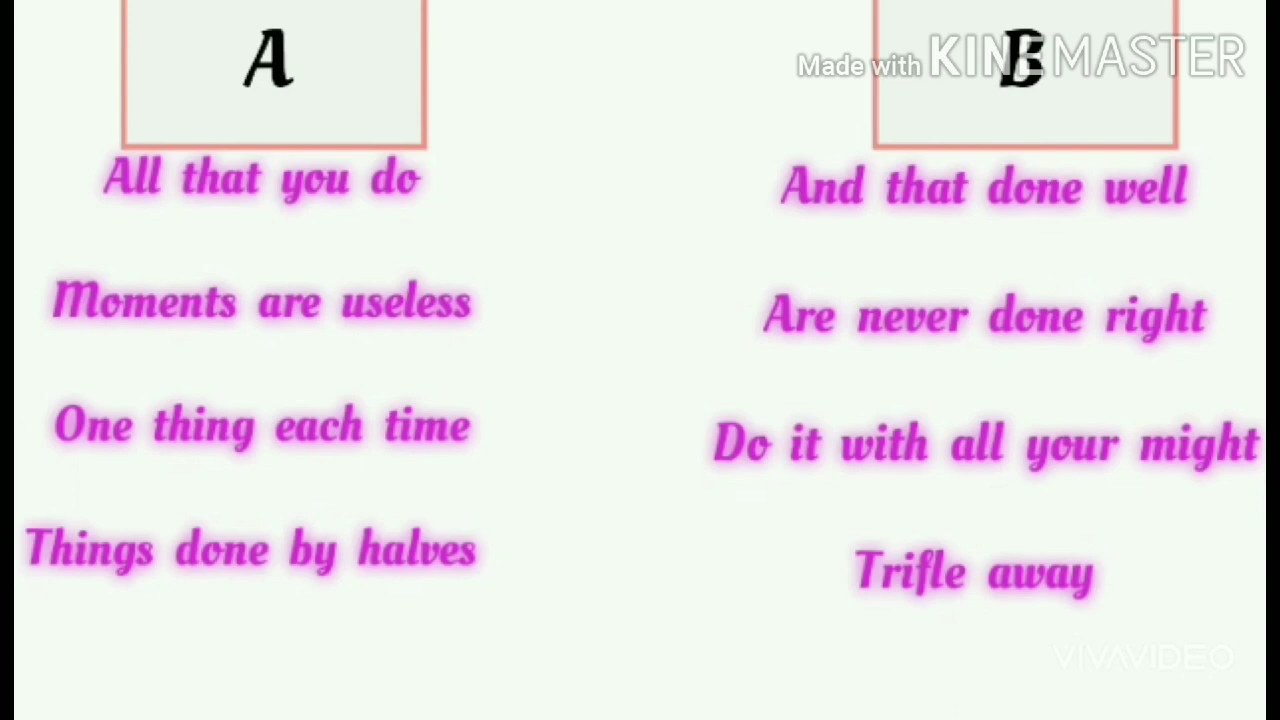 A
B
Made with KINEMASTER
All that you do
And that done well
Moments are useless
Are never done right
One thing each time
Do it with all your might
Things done by halves
Trifle away
VIVAVIDEO